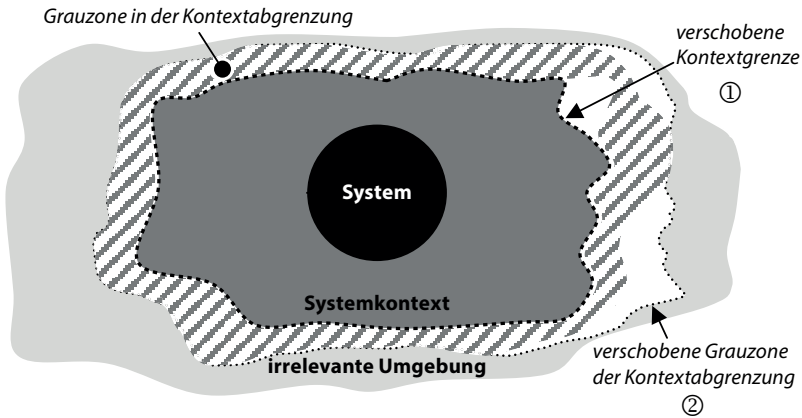 Grauzone in der Kontextabgrenzung
verschobene
Kontextgrenze
①
System
Systemkontext
irrelevante Umgebung
verschobene Grauzone
der Kontextabgrenzung
②